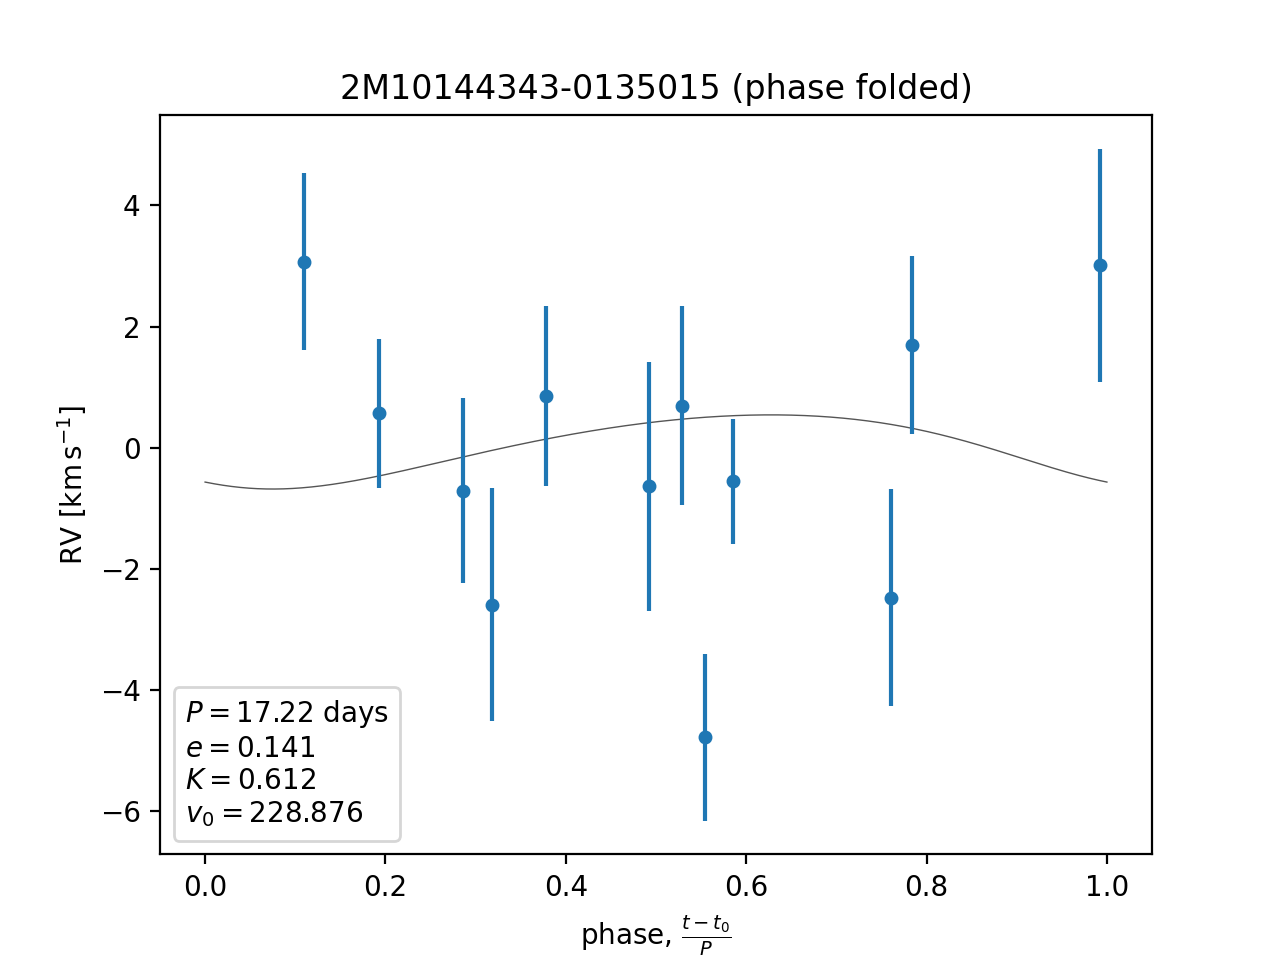 2M10144343-0135015 (phase folded)
RV [km s⁻¹]
4
2
0
−2
−4
−6
P = 17.22 days
e = 0.141
K = 0.612
v₀ = 228.876
0.0 0.2 0.4 0.6 0.8 1.0
phase, (t − t₀)/P